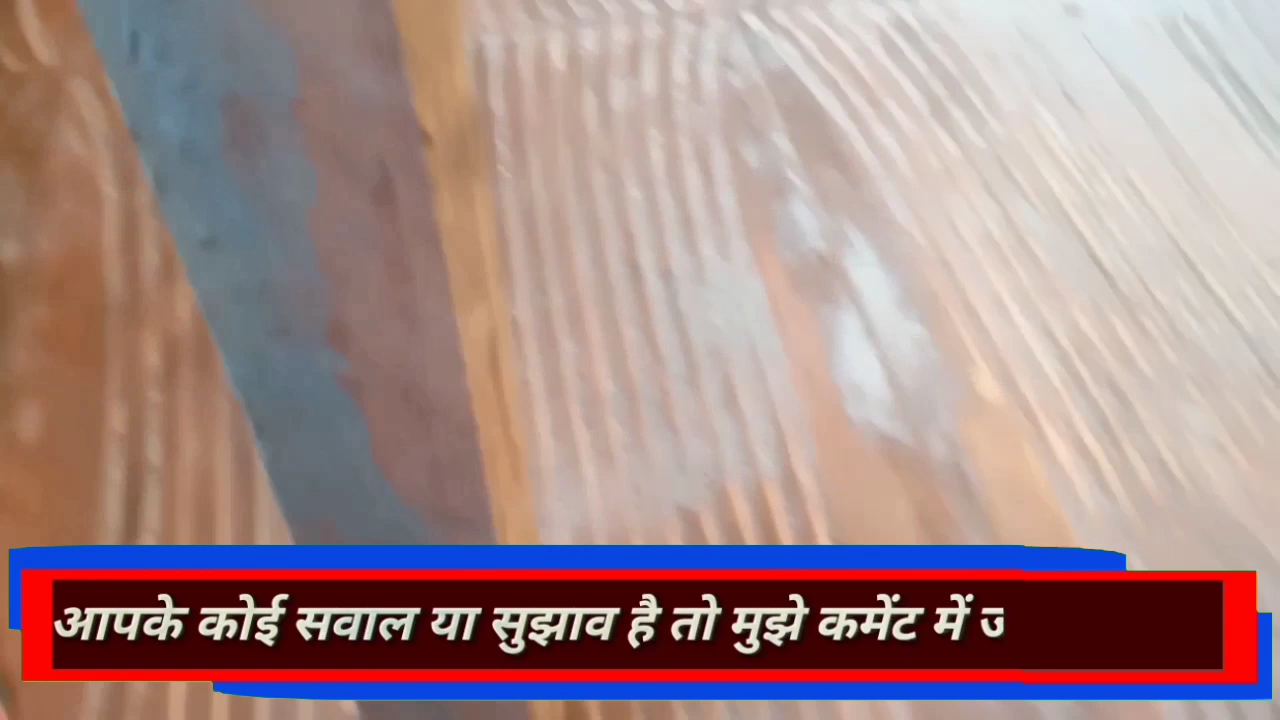 आपके कोई सवाल या सुझाव है तो मुझे कमेंट में